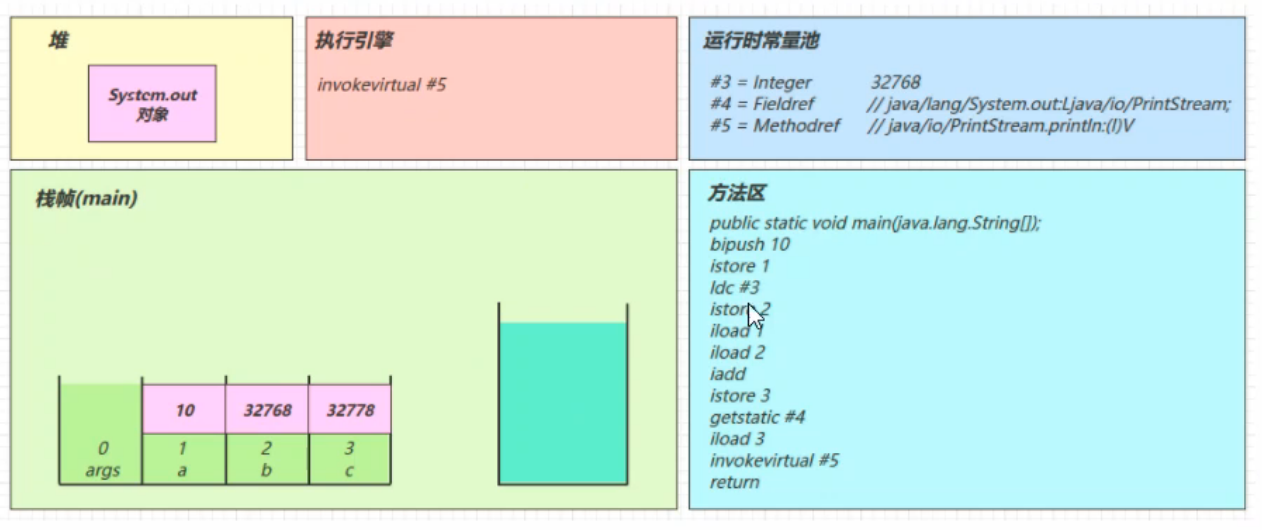 堆
System.out
对象
执行引擎
invokevirtual #5
运行时常量池
#3 = Integer 32768
#4 = Fieldref // java/lang/System.out:Ljava/io/PrintStream;
#5 = Methodref // java/io/PrintStream.println:(I)V
栈帧(main)
10 32768 32778
0 1 2 3
args a b c
方法区
public static void main(java.lang.String[]);
bipush 10
istore 1
ldc #3
istore 2
iload 1
iload 2
iadd
istore 3
getstatic #4
iload 3
invokevirtual #5
return